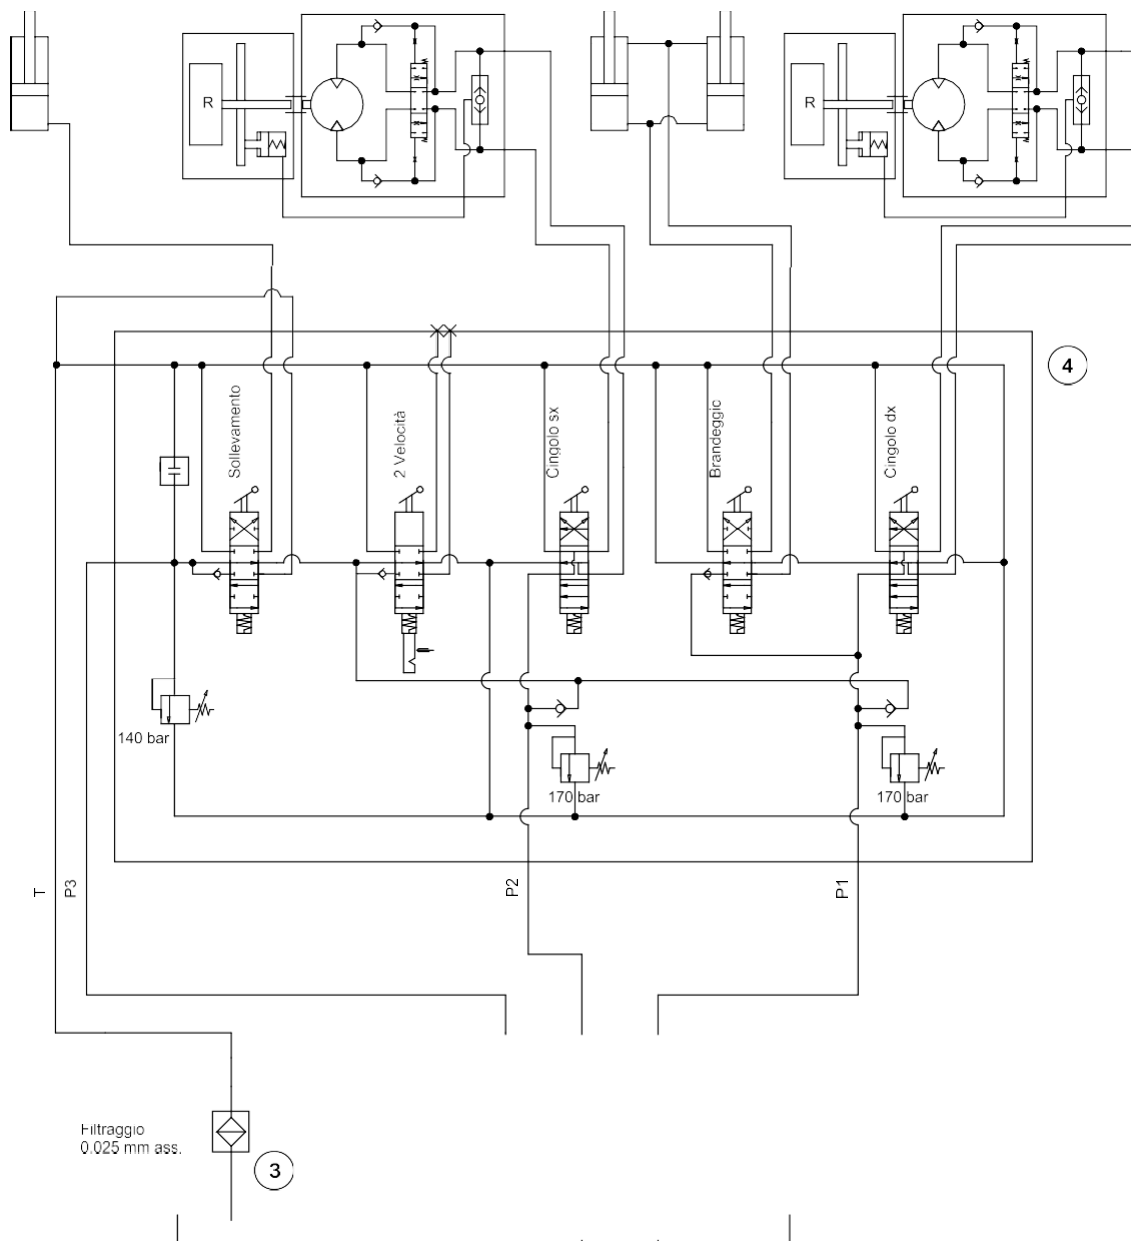 R
R
4
Sollevamento
2 Velocità
Cingolo sx
Brandeggic
Cingolo dx
140 bar
170 bar
170 bar
T
P3
P2
P1
Filtraggio
0.025 mm ass.
3